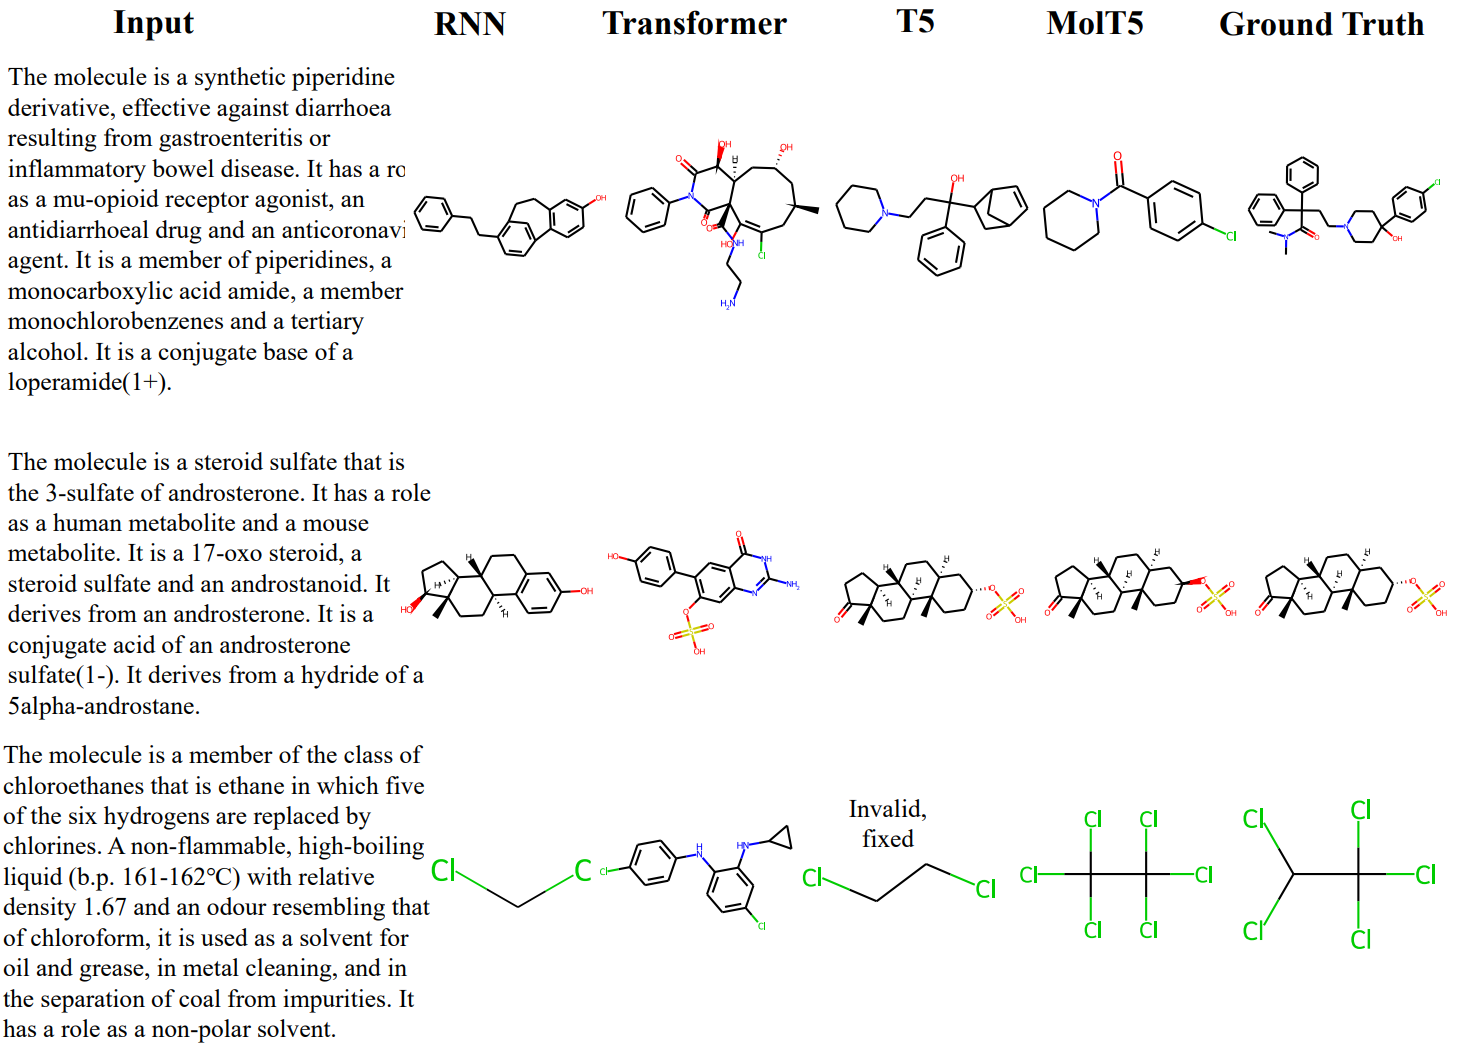 Input RNN Transformer T5 MolT5 Ground Truth
The molecule is a synthetic piperidine
derivative, effective against diarrhoea
resulting from gastroenteritis or
inflammatory bowel disease. It has a ro
as a mu-opioid receptor agonist, an
antidiarrhoeal drug and an anticoronavi
agent. It is a member of piperidines, a
monocarboxylic acid amide, a member
monochlorobenzenes and a tertiary
alcohol. It is a conjugate base of a
loperamide(1+).
OH
O OH H OH N O O HO NH Cl H₂N
OH N
O N Cl
Cl N O N OH
The molecule is a steroid sulfate that is
the 3-sulfate of androsterone. It has a role
as a human metabolite and a mouse
metabolite. It is a 17-oxo steroid, a
steroid sulfate and an androstanoid. It
derives from an androsterone. It is a
conjugate acid of an androsterone
sulfate(1-). It derives from a hydride of a
5alpha-androstane.
H H H HO OH
HO O NH NH₂ N O O S O OH
H H H H O O S O O OH
H H H H O O S O O OH
H H H H O O S O O OH
The molecule is a member of the class of
chloroethanes that is ethane in which five
of the six hydrogens are replaced by
chlorines. A non-flammable, high-boiling
liquid (b.p. 161-162°C) with relative
density 1.67 and an odour resembling that
of chloroform, it is used as a solvent for
oil and grease, in metal cleaning, and in
the separation of coal from impurities. It
has a role as a non-polar solvent.
Cl C
Cl H N HN Cl
Invalid,
fixed
Cl Cl
Cl Cl
Cl Cl
Cl Cl
Cl Cl
Cl
Cl Cl